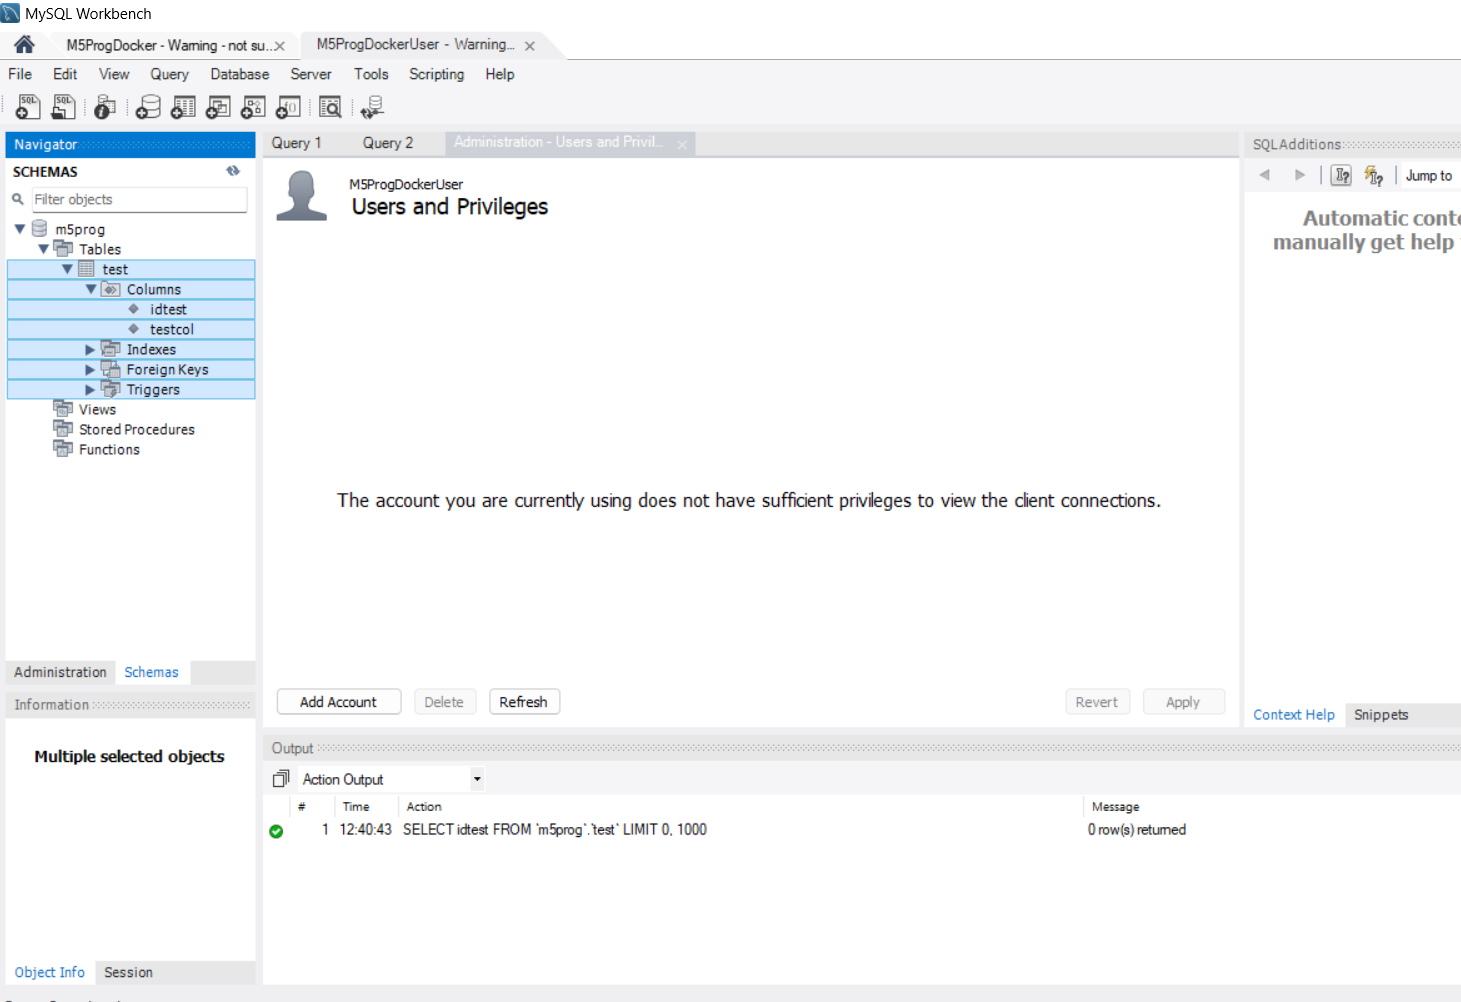 MySQL Workbench
M5ProgDocker - Warning - not su...
M5ProgDockerUser - Warning...
File Edit View Query Database Server Tools Scripting Help
Navigator
SCHEMAS
Filter objects
m5prog
Tables
test
Columns
idtest
testcol
Indexes
Foreign Keys
Triggers
Views
Stored Procedures
Functions
Administration Schemas
Information
Multiple selected objects
Object Info Session
Query 1 Query 2 Administration - Users and Privil...
M5ProgDockerUser
Users and Privileges
The account you are currently using does not have sufficient privileges to view the client connections.
Add Account Delete Refresh Revert Apply
SQLAdditions
Jump to
Automatic conte
manually get help
Context Help Snippets
Output
Action Output
# Time Action Message
1 12:40:43 SELECT idtest FROM `m5prog`.`test` LIMIT 0, 1000 0 row(s) returned